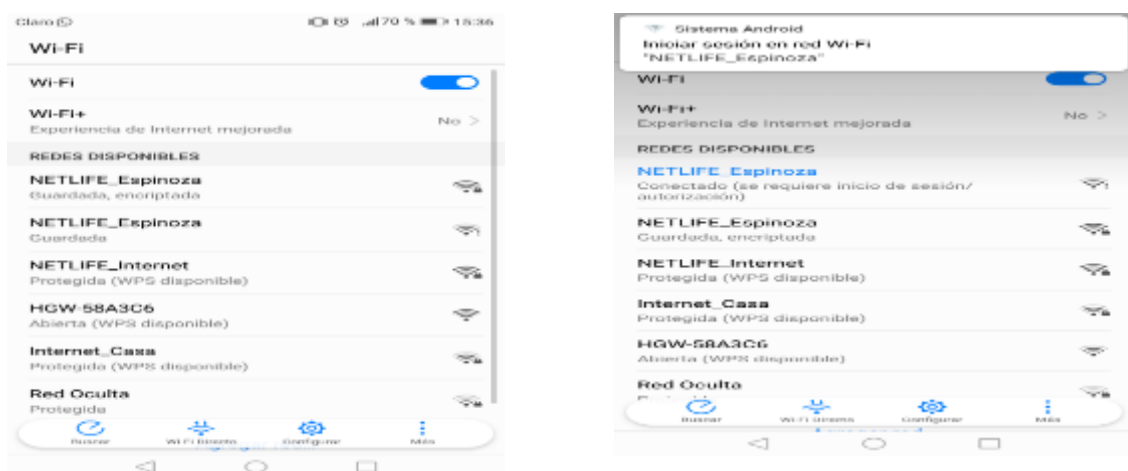 Claro
70 % 15:36
Wi-Fi
Wi-Fi
Wi-Fi+
Experiencia de Internet mejorada
No
REDES DISPONIBLES
NETLIFE_Espinoza
Guardada, encriptada
NETLIFE_Espinoza
Guardada
NETLIFE_Internet
Protegida (WPS disponible)
HGW-58A3C6
Abierta (WPS disponible)
Internet_Casa
Protegida (WPS disponible)
Red Oculta
Protegida
Buscar Wi-Fi Directo Configurar Más
Sistema Android
Iniciar sesión en red Wi-Fi
"NETLIFE_Espinoza"
Wi-Fi
Wi-Fi+
Experiencia de Internet mejorada
No
REDES DISPONIBLES
NETLIFE_Espinoza
Conectado (se requiere inicio de sesión/
autorización)
NETLIFE_Espinoza
Guardada, encriptada
NETLIFE_Internet
Protegida (WPS disponible)
Internet_Casa
Protegida (WPS disponible)
HGW-58A3C6
Abierta (WPS disponible)
Red Oculta
Buscar Wi-Fi Directo Configurar Más